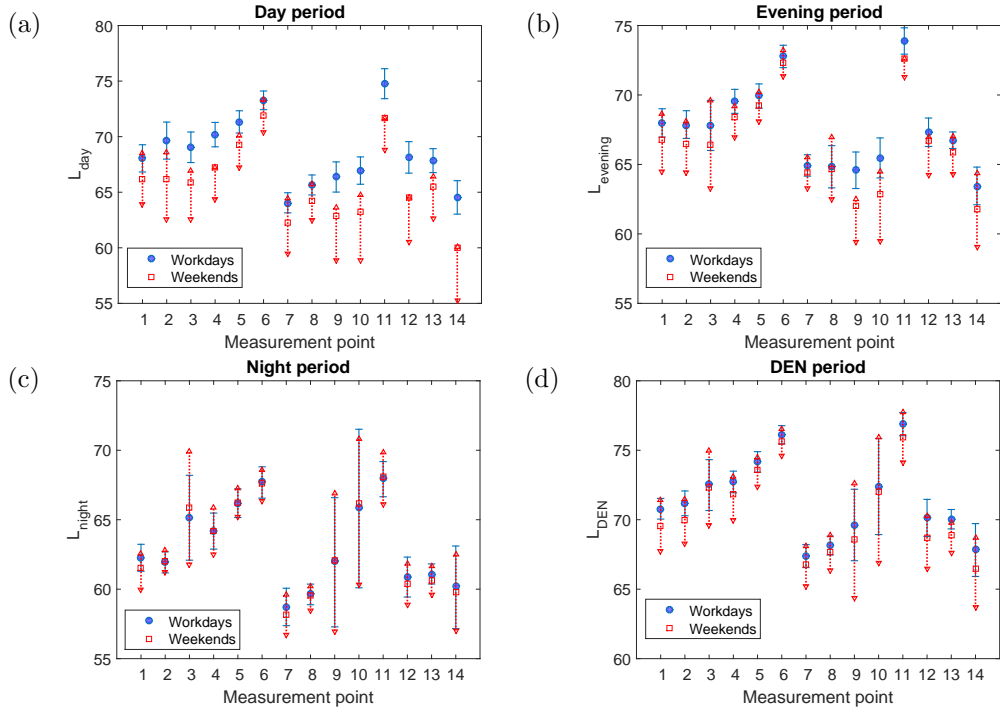 (a)
Day period
80
75
70
65
60
55
L_day
Workdays
Weekends
1 2 3 4 5 6 7 8 9 10 11 12 13 14
Measurement point
(b)
Evening period
75
70
65
60
55
L_evening
Workdays
Weekends
1 2 3 4 5 6 7 8 9 10 11 12 13 14
Measurement point
(c)
Night period
75
70
65
60
55
L_night
Workdays
Weekends
1 2 3 4 5 6 7 8 9 10 11 12 13 14
Measurement point
(d)
DEN period
80
75
70
65
60
L_DEN
Workdays
Weekends
1 2 3 4 5 6 7 8 9 10 11 12 13 14
Measurement point